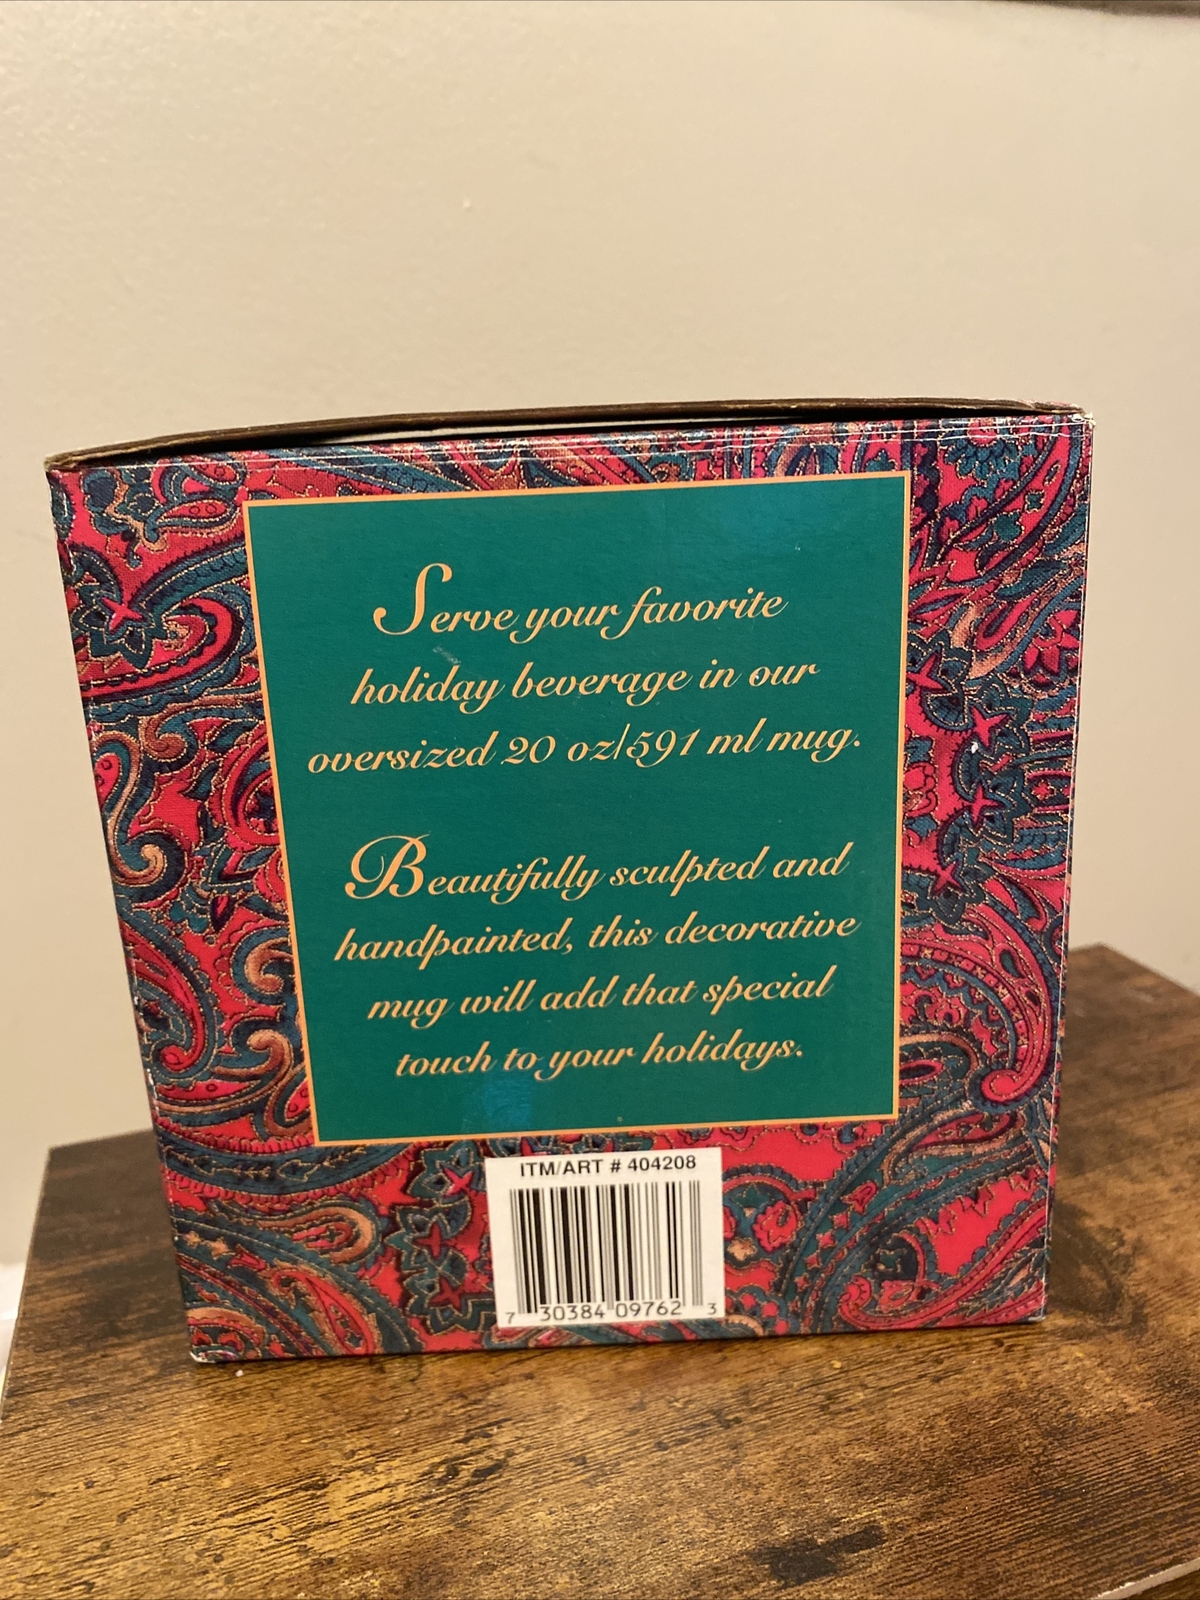 Serve your favorite
holiday beverage in our
oversized 20 oz/591 ml mug.
Beautifully sculpted and
handpainted, this decorative
mug will add that special
touch to your holidays.
ITM/ART # 404208
7 30384 09762 3